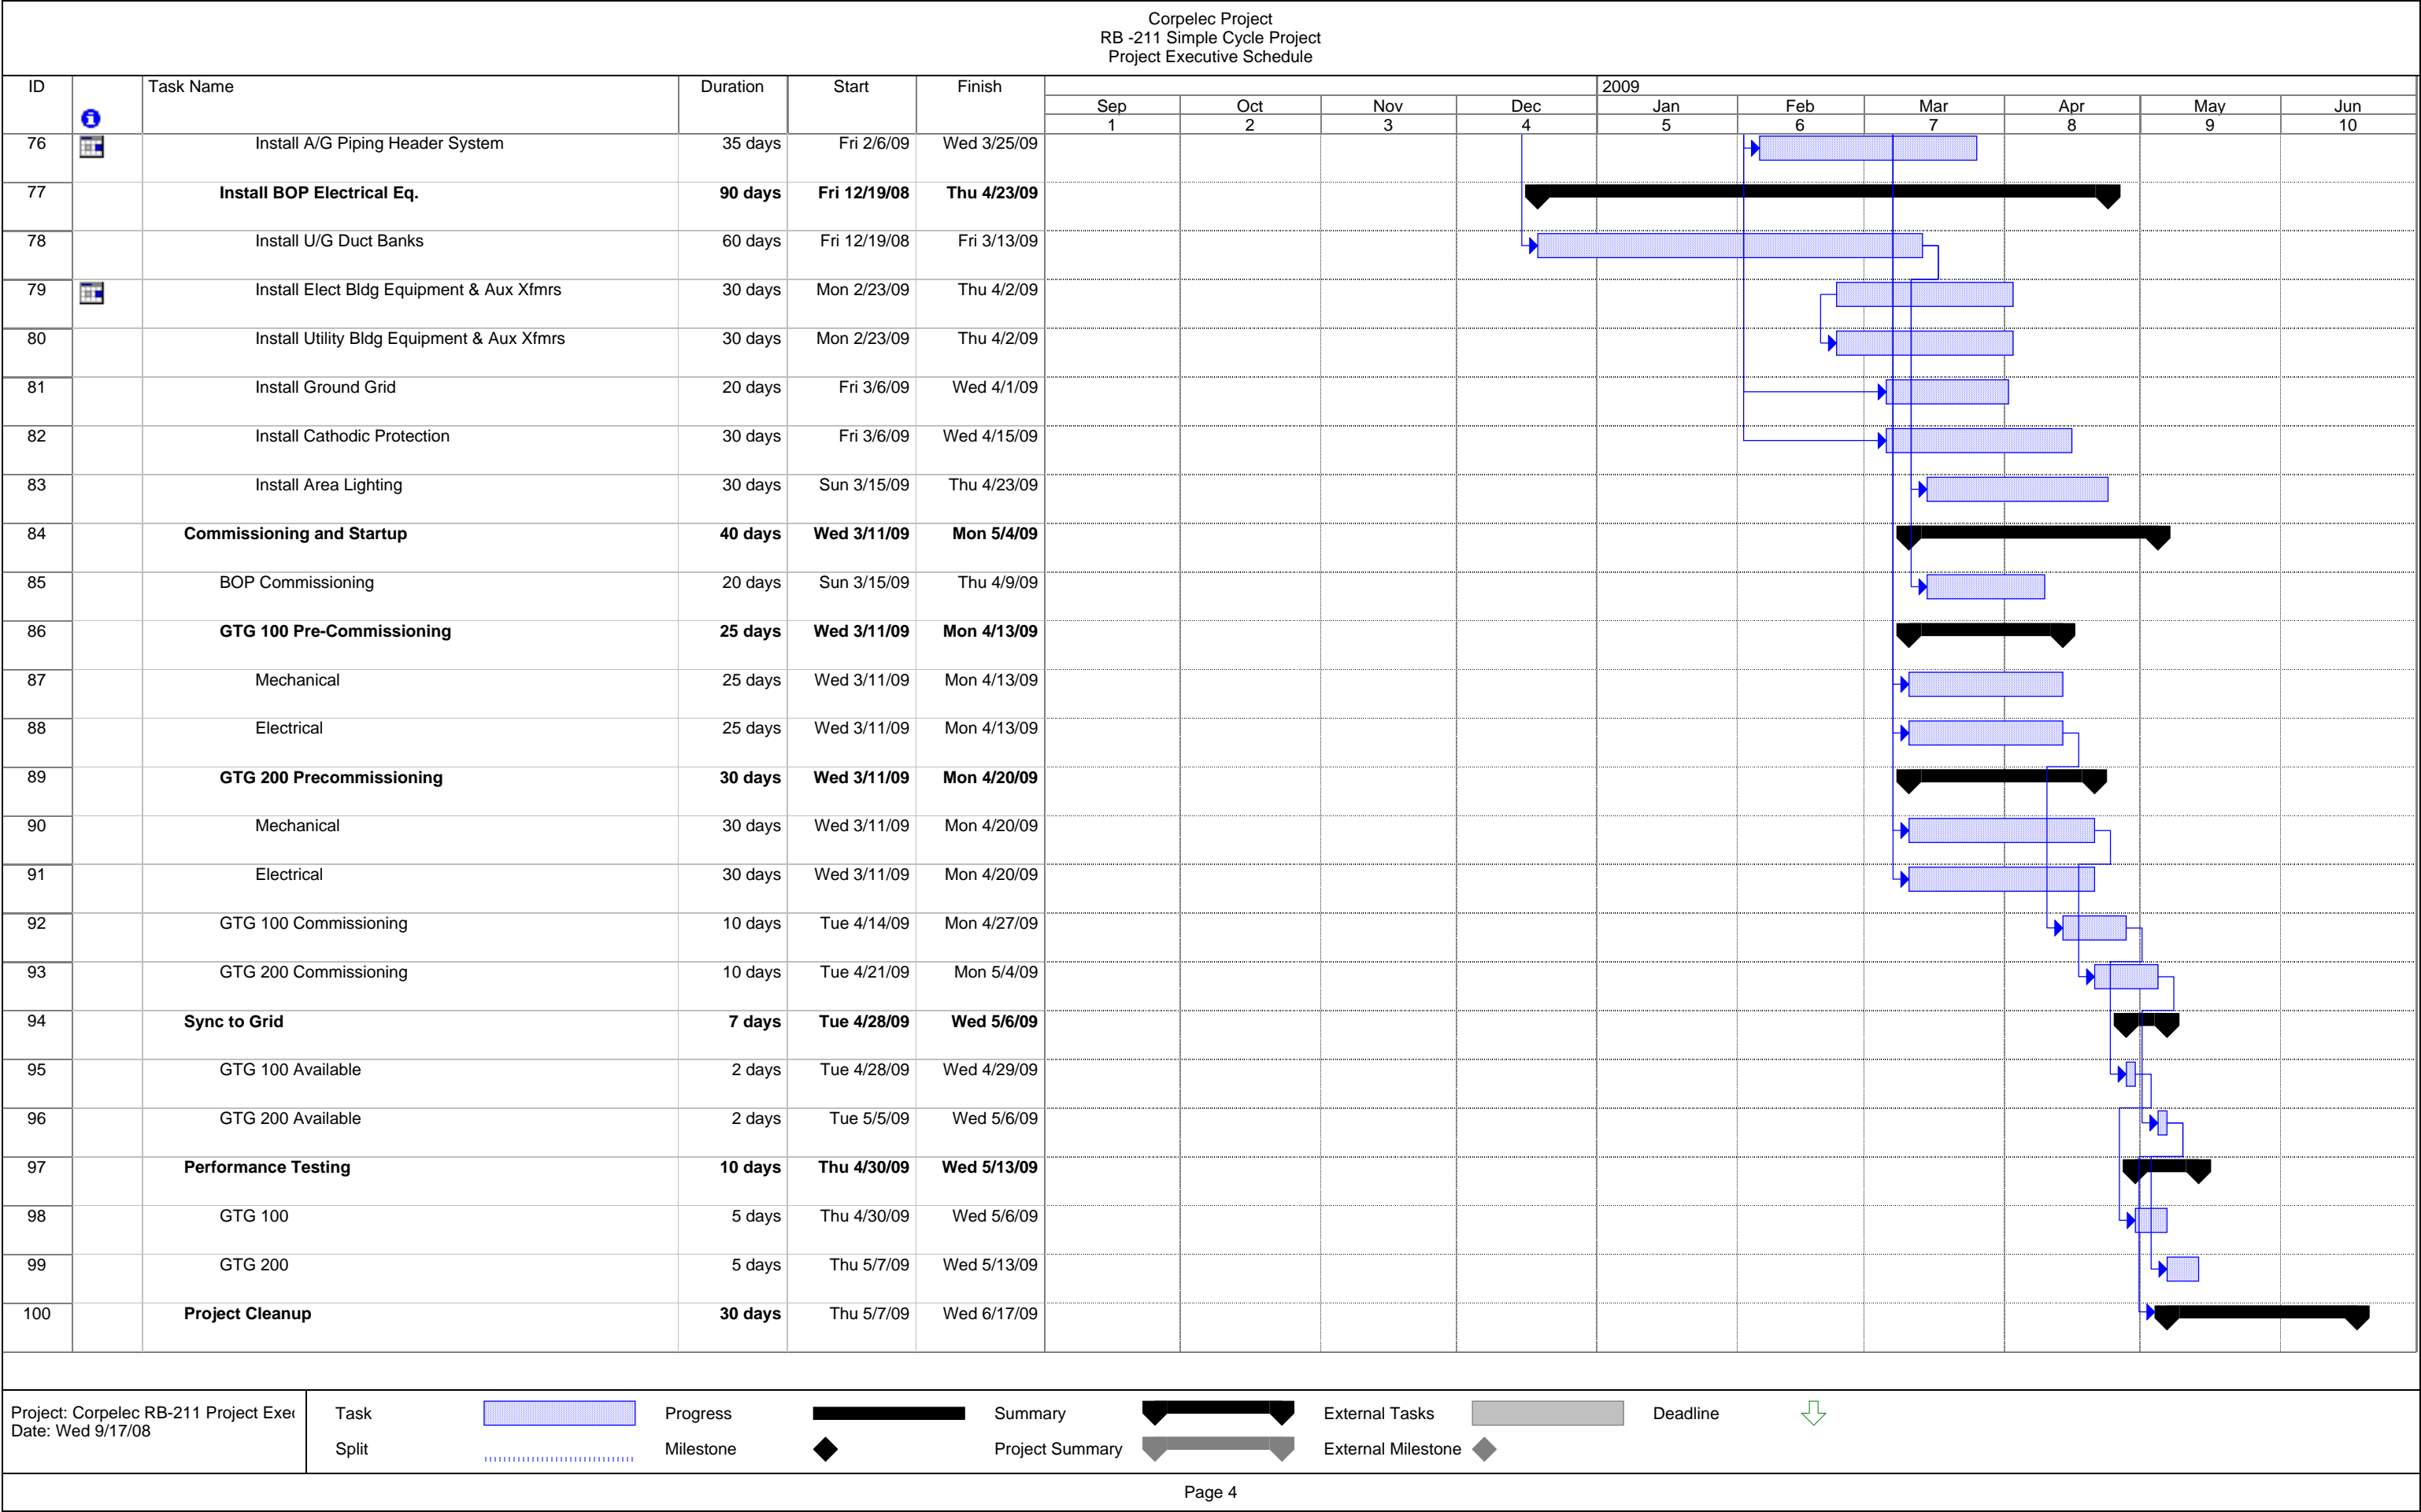 Corpelec Project
RB -211 Simple Cycle Project
Project Executive Schedule
ID Task Name Duration Start Finish 2009
Sep Oct Nov Dec Jan Feb Mar Apr May Jun
1 2 3 4 5 6 7 8 9 10
76 Install A/G Piping Header System 35 days Fri 2/6/09 Wed 3/25/09
77 Install BOP Electrical Eq. 90 days Fri 12/19/08 Thu 4/23/09
78 Install U/G Duct Banks 60 days Fri 12/19/08 Fri 3/13/09
79 Install Elect Bldg Equipment & Aux Xfmrs 30 days Mon 2/23/09 Thu 4/2/09
80 Install Utility Bldg Equipment & Aux Xfmrs 30 days Mon 2/23/09 Thu 4/2/09
81 Install Ground Grid 20 days Fri 3/6/09 Wed 4/1/09
82 Install Cathodic Protection 30 days Fri 3/6/09 Wed 4/15/09
83 Install Area Lighting 30 days Sun 3/15/09 Thu 4/23/09
84 Commissioning and Startup 40 days Wed 3/11/09 Mon 5/4/09
85 BOP Commissioning 20 days Sun 3/15/09 Thu 4/9/09
86 GTG 100 Pre-Commissioning 25 days Wed 3/11/09 Mon 4/13/09
87 Mechanical 25 days Wed 3/11/09 Mon 4/13/09
88 Electrical 25 days Wed 3/11/09 Mon 4/13/09
89 GTG 200 Precommissioning 30 days Wed 3/11/09 Mon 4/20/09
90 Mechanical 30 days Wed 3/11/09 Mon 4/20/09
91 Electrical 30 days Wed 3/11/09 Mon 4/20/09
92 GTG 100 Commissioning 10 days Tue 4/14/09 Mon 4/27/09
93 GTG 200 Commissioning 10 days Tue 4/21/09 Mon 5/4/09
94 Sync to Grid 7 days Tue 4/28/09 Wed 5/6/09
95 GTG 100 Available 2 days Tue 4/28/09 Wed 4/29/09
96 GTG 200 Available 2 days Tue 5/5/09 Wed 5/6/09
97 Performance Testing 10 days Thu 4/30/09 Wed 5/13/09
98 GTG 100 5 days Thu 4/30/09 Wed 5/6/09
99 GTG 200 5 days Thu 5/7/09 Wed 5/13/09
100 Project Cleanup 30 days Thu 5/7/09 Wed 6/17/09
Project: Corpelec RB-211 Project Exec
Date: Wed 9/17/08
Task Progress Summary External Tasks Deadline
Split Milestone Project Summary External Milestone
Page 4